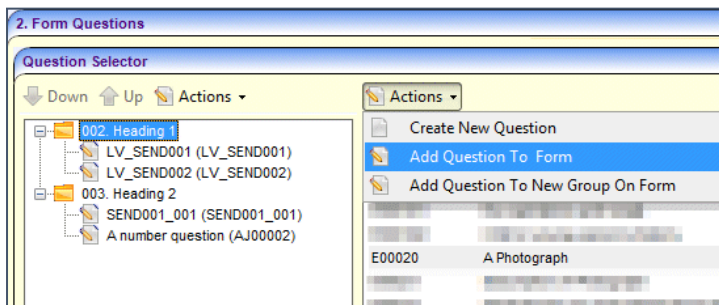 2. Form Questions
Question Selector
Down Up Actions
Actions
002. Heading 1
LV_SEND001 (LV_SEND001)
LV_SEND002 (LV_SEND002)
003. Heading 2
SEND001_001 (SEND001_001)
A number question (AJ00002)
Create New Question
Add Question To Form
Add Question To New Group On Form
E00020 A Photograph